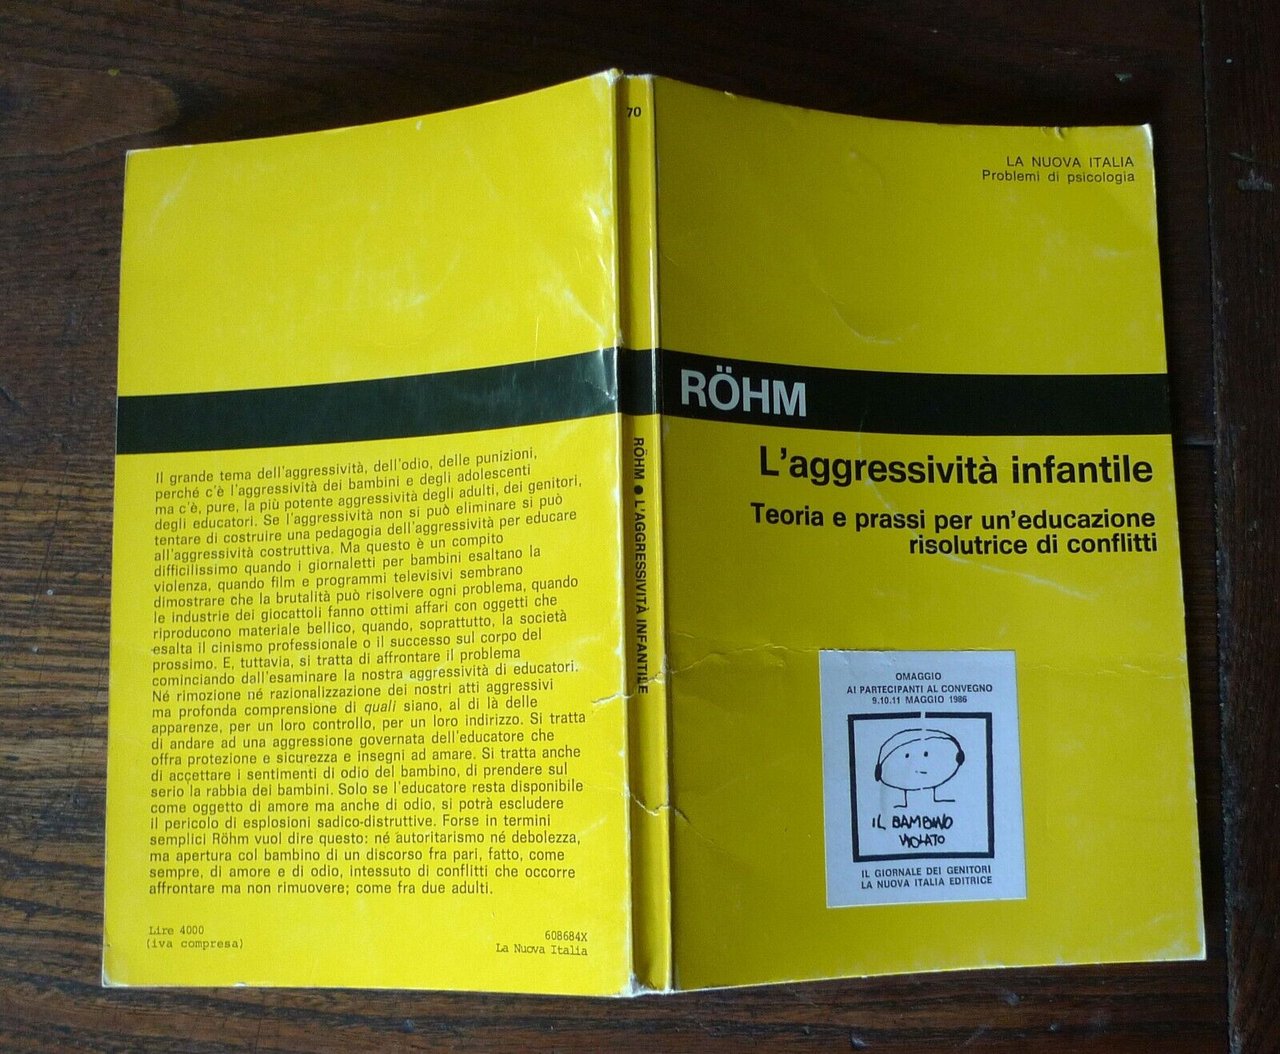 Il grande tema dell'aggressività, dell'odio, delle punizioni,
perché c'è l'aggressività dei bambini e degli adolescenti
ma c'è, pure, la più potente aggressività degli adulti, dei genitori,
degli educatori. Se l'aggressività non si può eliminare si può
tentare di costruire una pedagogia dell'aggressività per educare
all'aggressività costruttiva. Ma questo è un compito
difficilissimo quando i giornaletti per bambini esaltano la
violenza, quando film e programmi televisivi sembrano
dimostrare che la brutalità può risolvere ogni problema, quando
le industrie dei giocattoli fanno ottimi affari con oggetti che
riproducono materiale bellico, quando, soprattutto, la società
esalta il cinismo professionale o il successo sul corpo del
prossimo. E, tuttavia, si tratta di affrontare il problema
cominciando dall'esaminare la nostra aggressività di educatori.
Né rimozione né razionalizzazione dei nostri atti aggressivi
ma profonda comprensione di quali siano, al di là delle
apparenze, per un loro controllo, per un loro indirizzo. Si tratta
di andare ad una aggressione governata dell'educatore che
offra protezione e sicurezza e insegni ad amare. Si tratta anche
di accettare i sentimenti di odio del bambino, di prendere sul
serio la rabbia dei bambini. Solo se l'educatore resta disponibile
come oggetto di amore ma anche di odio, si potrà escludere
il pericolo di esplosioni sadico-distruttive. Forse in termini
semplici Röhm vuol dire questo: né autoritarismo né debolezza,
ma apertura col bambino di un discorso fra pari, fatto, come
sempre, di amore e di odio, intessuto di conflitti che occorre
affrontare ma non rimuovere; come fra due adulti.
Lire 4000
(iva compresa)
608684X
La Nuova Italia
70
RÖHM ● L'AGGRESSIVITÀ INFANTILE
LA NUOVA ITALIA
Problemi di psicologia
RÖHM
L'aggressività infantile
Teoria e prassi per un'educazione
risolutrice di conflitti
OMAGGIO
AI PARTECIPANTI AL CONVEGNO
9.10.11 MAGGIO 1986
IL BAMBINO
VIOLATO
IL GIORNALE DEI GENITORI
LA NUOVA ITALIA EDITRICE